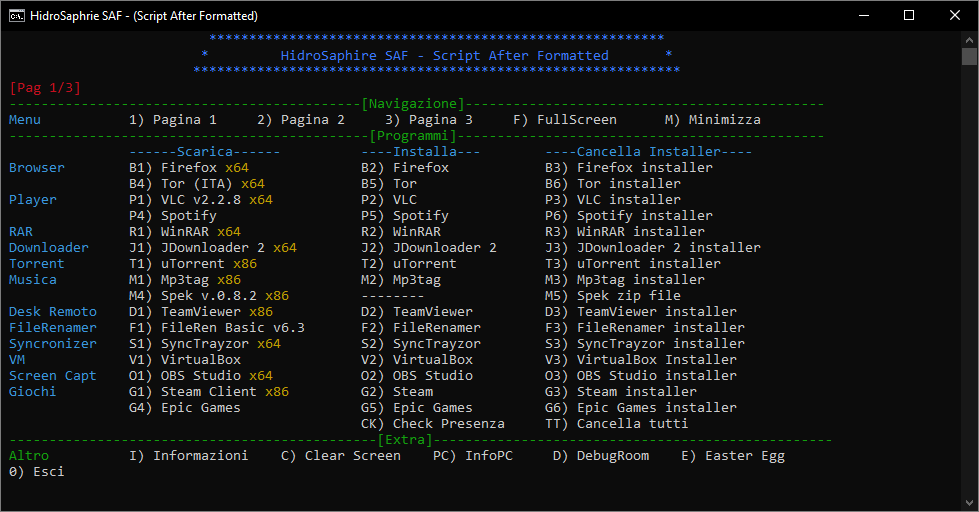 HidroSaphrie SAF - (Script After Formatted)
*********************************************************
* HidroSaphire SAF - Script After Formatted *
*************************************************************
[Pag 1/3]
--------------------------------------------[Navigazione]---------------------------------------------
Menu 1) Pagina 1 2) Pagina 2 3) Pagina 3 F) FullScreen M) Minimizza
---------------------------------------------[Programmi]----------------------------------------------
------Scarica------ ----Installa--- ----Cancella Installer----
Browser B1) Firefox x64 B2) Firefox B3) Firefox installer
B4) Tor (ITA) x64 B5) Tor B6) Tor installer
Player P1) VLC v2.2.8 x64 P2) VLC P3) VLC installer
P4) Spotify P5) Spotify P6) Spotify installer
RAR R1) WinRAR x64 R2) WinRAR R3) WinRAR installer
Downloader J1) JDownloader 2 x64 J2) JDownloader 2 J3) JDownloader 2 installer
Torrent T1) uTorrent x86 T2) uTorrent T3) uTorrent installer
Musica M1) Mp3tag x86 M2) Mp3tag M3) Mp3tag installer
M4) Spek v.0.8.2 x86 -------- M5) Spek zip file
Desk Remoto D1) TeamViewer x86 D2) TeamViewer D3) TeamViewer installer
FileRenamer F1) FileRen Basic v6.3 F2) FileRenamer F3) FileRenamer installer
Syncronizer S1) SyncTrayzor x64 S2) SyncTrayzor S3) SyncTrayzor installer
VM V1) VirtualBox V2) VirtualBox V3) VirtualBox Installer
Screen Capt O1) OBS Studio x64 O2) OBS Studio O3) OBS Studio installer
Giochi G1) Steam Client x86 G2) Steam G3) Steam installer
G4) Epic Games G5) Epic Games G6) Epic Games installer
CK) Check Presenza TT) Cancella tutti
----------------------------------------------[Extra]--------------------------------------------------
Altro I) Informazioni C) Clear Screen PC) InfoPC D) DebugRoom E) Easter Egg
0) Esci